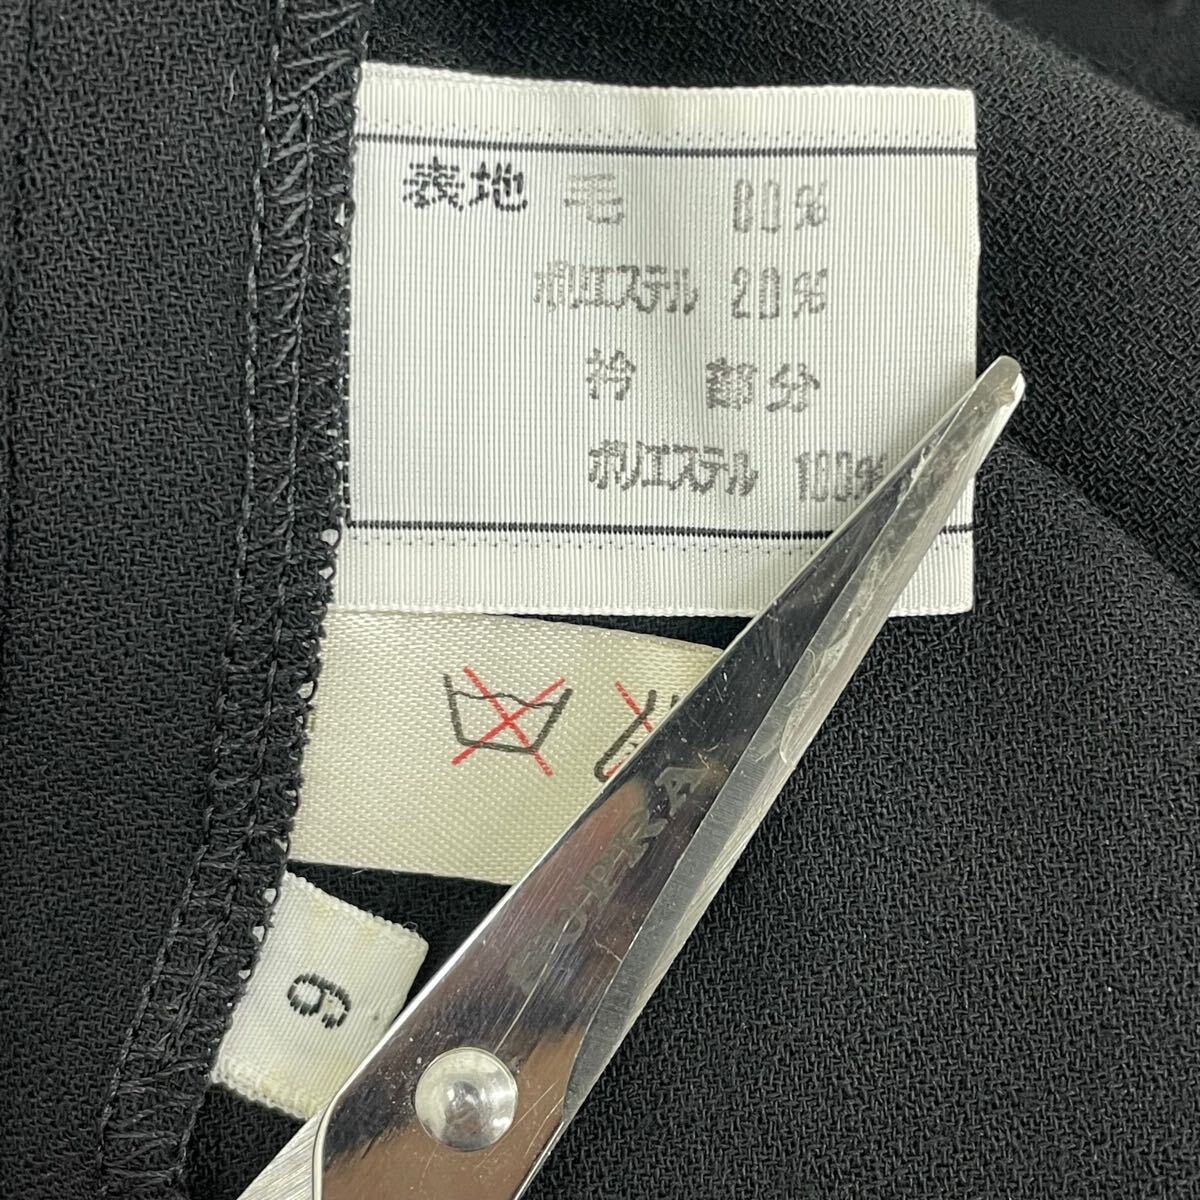 表地 毛 80%
ポリエステル 20%
衿 部分
ポリエステル 100%
9